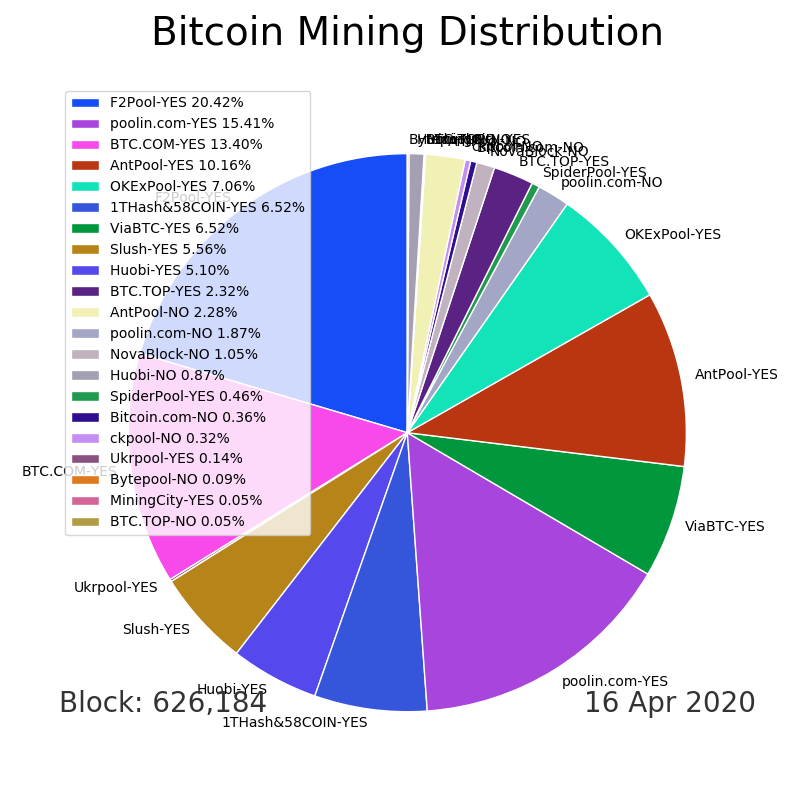 Bitcoin Mining Distribution
F2Pool-YES 20.42%
poolin.com-YES 15.41%
BTC.COM-YES 13.40%
AntPool-YES 10.16%
OKExPool-YES 7.06%
1THash&58COIN-YES 6.52%
ViaBTC-YES 6.52%
Slush-YES 5.56%
Huobi-YES 5.10%
BTC.TOP-YES 2.32%
AntPool-NO 2.28%
poolin.com-NO 1.87%
NovaBlock-NO 1.05%
Huobi-NO 0.87%
SpiderPool-YES 0.46%
Bitcoin.com-NO 0.36%
ckpool-NO 0.32%
Ukrpool-YES 0.14%
Bytepool-NO 0.09%
MiningCity-YES 0.05%
BTC.TOP-NO 0.05%
NovaBlock-NO
BTC.TOP-YES
SpiderPool-YES
poolin.com-NO
F2Pool-YES
OKExPool-YES
AntPool-YES
BTC.COM-YES
ViaBTC-YES
Ukrpool-YES
Slush-YES
poolin.com-YES
Huobi-YES
1THash&58COIN-YES
Block: 626,184
16 Apr 2020